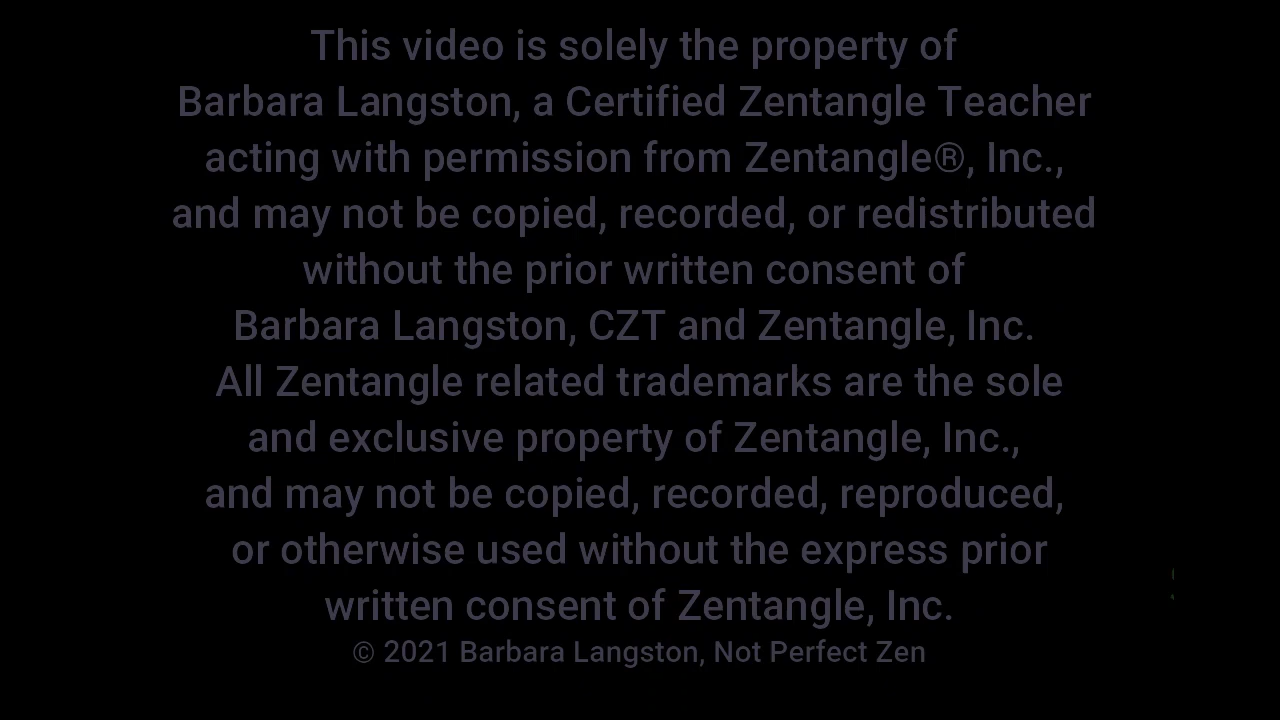 This video is solely the property of
Barbara Langston, a Certified Zentangle Teacher
acting with permission from Zentangle®, Inc.,
and may not be copied, recorded, or redistributed
without the prior written consent of
Barbara Langston, CZT and Zentangle, Inc.
All Zentangle related trademarks are the sole
and exclusive property of Zentangle, Inc.,
and may not be copied, recorded, reproduced,
or otherwise used without the express prior
written consent of Zentangle, Inc.
© 2021 Barbara Langston, Not Perfect Zen